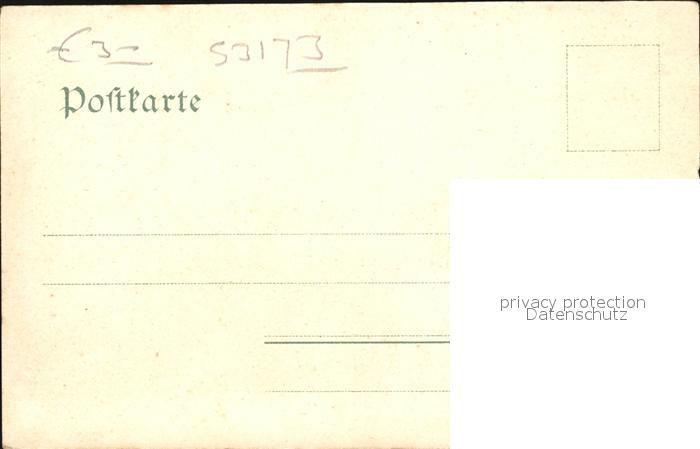 € 3- 53173
Poſtkarte
privacy protection
Datenschutz